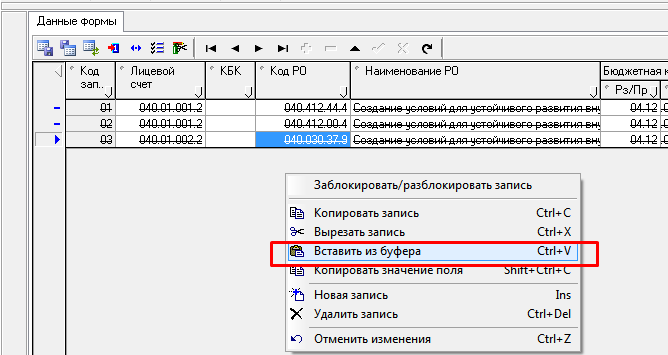 Данные формы
Код зап.. Лицевой счет КБК Код РО Наименование РО Бюджетная к
Рз/Пр
01 040.01.001.2 040.412.44.4 Создание условий для устойчивого развития вну 04.12
02 040.01.001.2 040.412.00.4 Создание условий для устойчивого развития вну 04.12
03 040.01.002.2 040.030.37.9 Создание условий для устойчивого развития вну 04.12
Заблокировать/разблокировать запись
Копировать запись Ctrl+C
Вырезать запись Ctrl+X
Вставить из буфера Ctrl+V
Копировать значение поля Shift+Ctrl+C
Новая запись Ins
Удалить запись Ctrl+Del
Отменить изменения Ctrl+Z